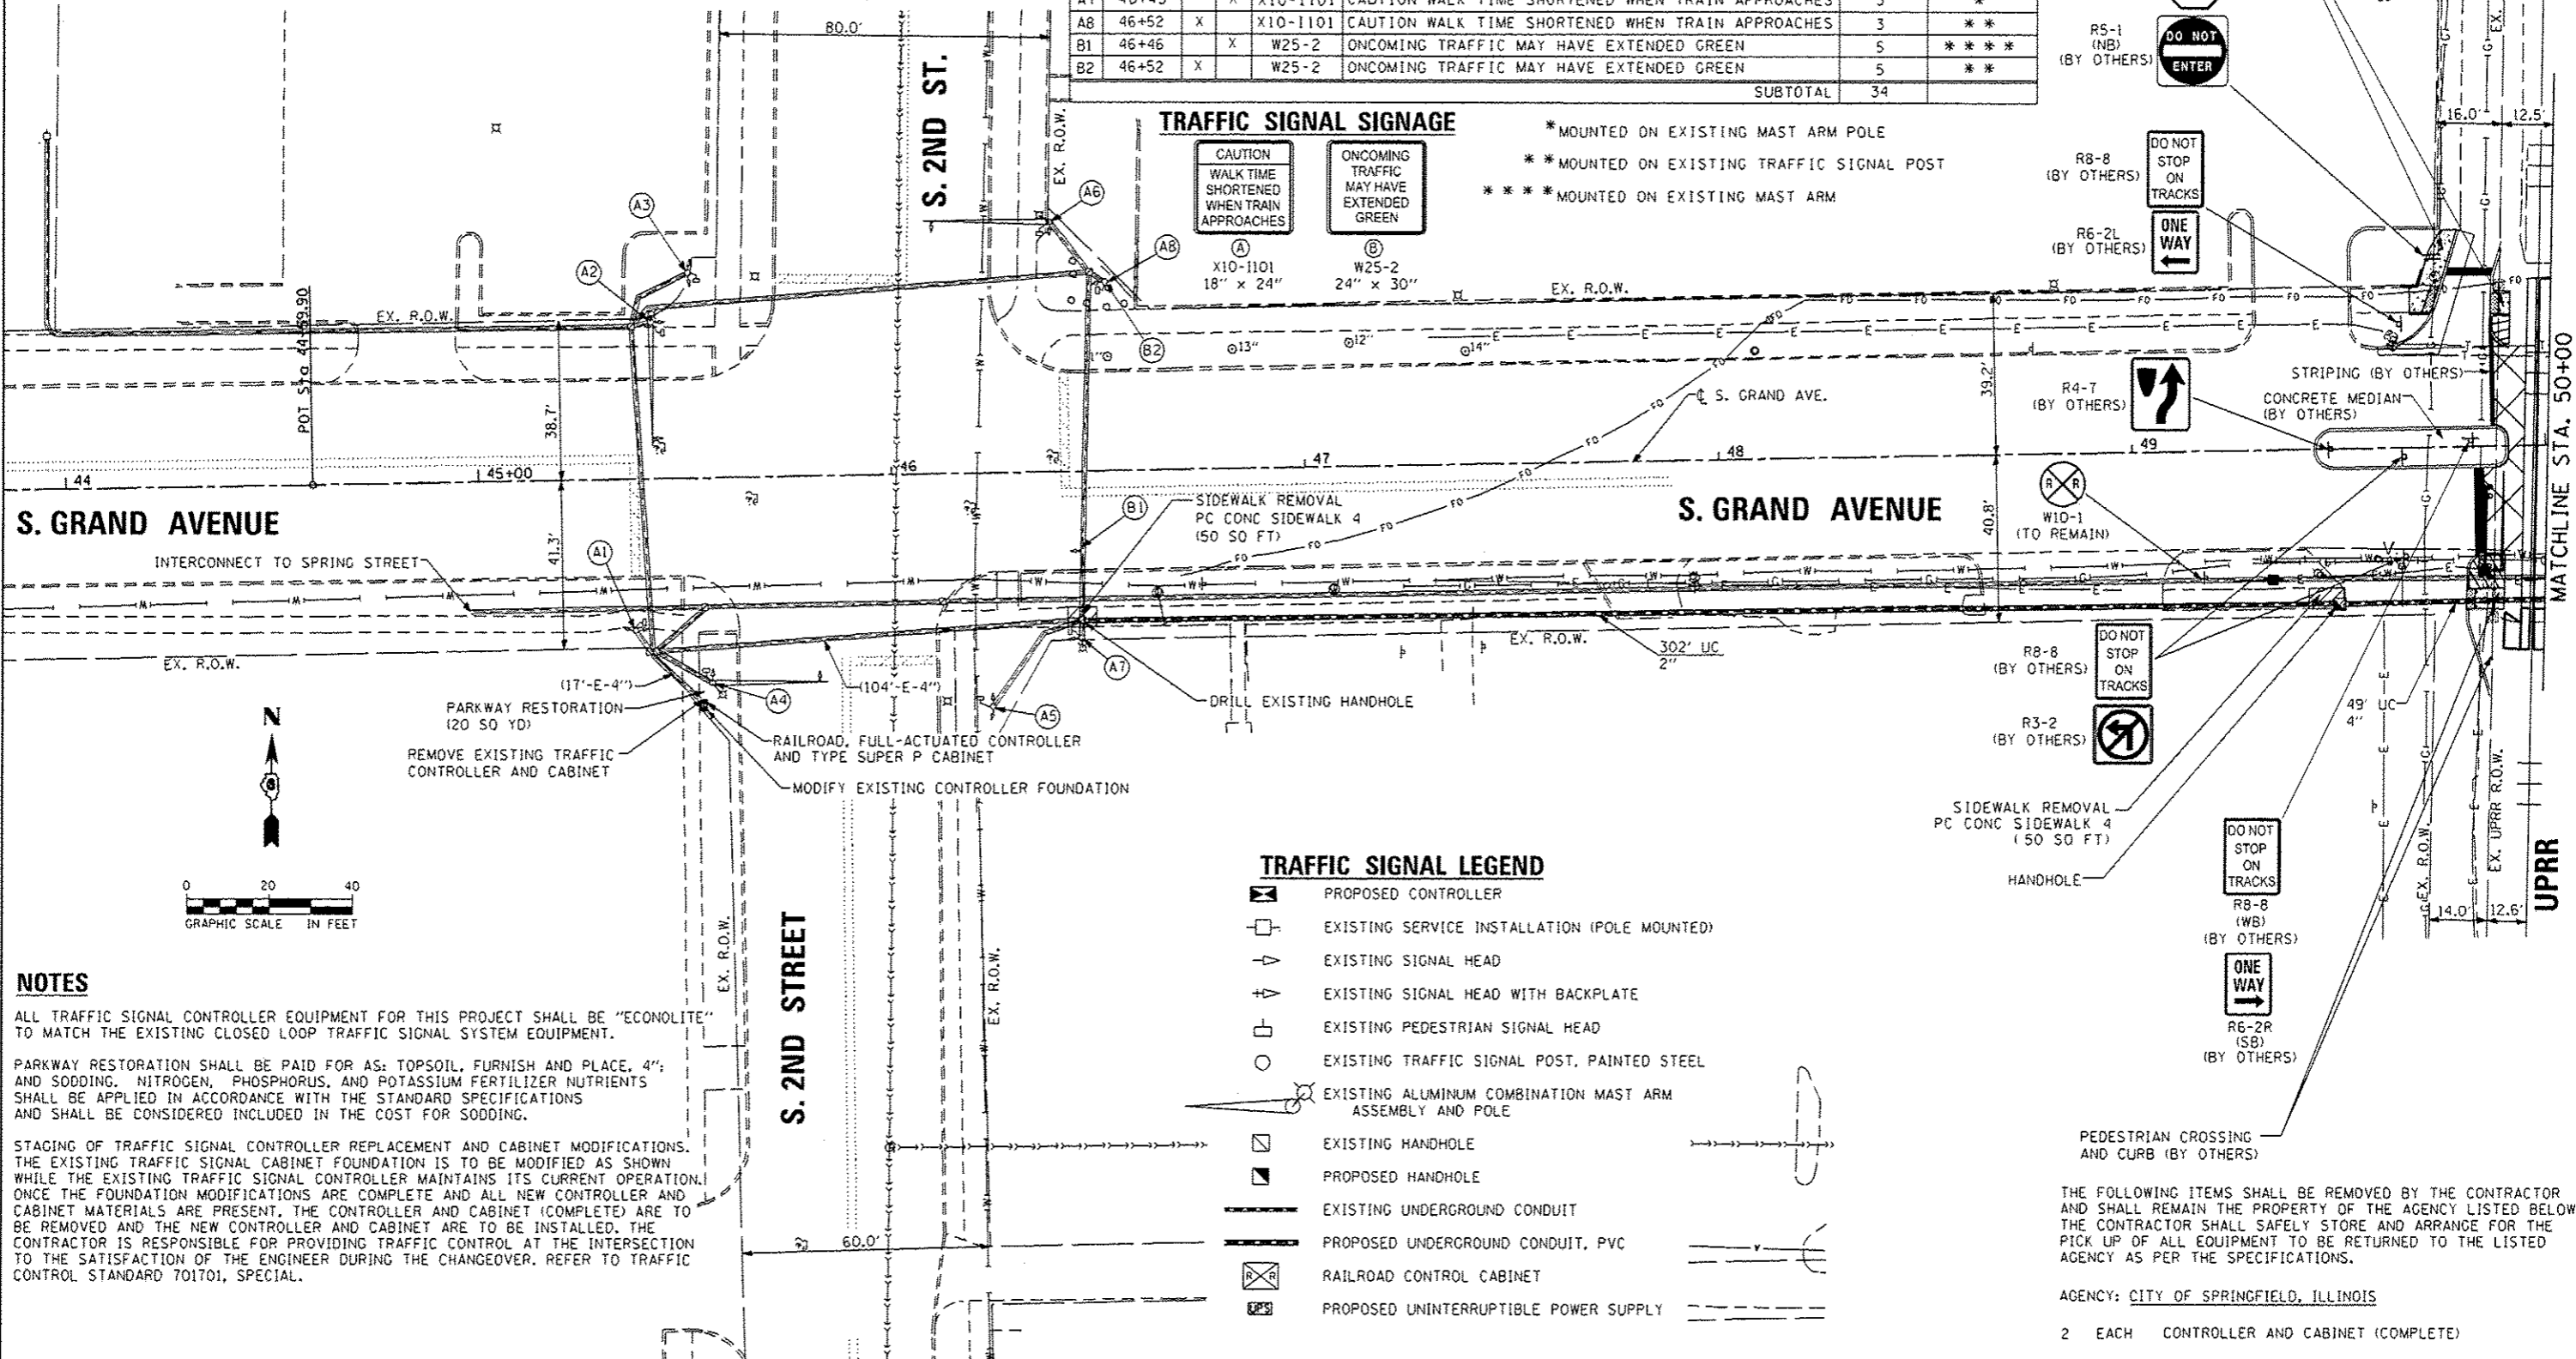 A8 46+52 X X10-1101 CAUTION WALK TIME SHORTENED WHEN TRAIN APPROACHES 3 **
B1 46+46 X W25-2 ONCOMING TRAFFIC MAY HAVE EXTENDED GREEN 5 ****
B2 46+52 X W25-2 ONCOMING TRAFFIC MAY HAVE EXTENDED GREEN 5 **
SUBTOTAL 34
TRAFFIC SIGNAL SIGNAGE
CAUTION
WALK TIME
SHORTENED
WHEN TRAIN
APPROACHES
A
X10-1101
18" x 24"
ONCOMING
TRAFFIC
MAY HAVE
EXTENDED
GREEN
B
W25-2
24" x 30"
*MOUNTED ON EXISTING MAST ARM POLE
**MOUNTED ON EXISTING TRAFFIC SIGNAL POST
****MOUNTED ON EXISTING MAST ARM
80.0'
S. 2ND ST.
EX. R.O.W.
A3
A2
A6
A8
B2
EX. R.O.W.
EX. R.O.W.
POT Sta 44+59.90
38.7'
41.3'
13"
12"
14"
℄ S. GRAND AVE.
39.2'
40.8'
44
45+00
46
47
48
49
S. GRAND AVENUE
S. GRAND AVENUE
INTERCONNECT TO SPRING STREET
A1
B1
SIDEWALK REMOVAL
PC CONC SIDEWALK 4
(50 SQ FT)
EX. R.O.W.
EX. R.O.W.
302' UC
2"
(17'-E-4")
(104'-E-4")
A4
A5
A7
DRILL EXISTING HANDHOLE
PARKWAY RESTORATION
(20 SQ YD)
REMOVE EXISTING TRAFFIC
CONTROLLER AND CABINET
RAILROAD, FULL-ACTUATED CONTROLLER
AND TYPE SUPER P CABINET
MODIFY EXISTING CONTROLLER FOUNDATION
N
0 20 40
GRAPHIC SCALE IN FEET
S. 2ND STREET
EX. R.O.W.
EX. R.O.W.
60.0'
R5-1
(NB)
(BY OTHERS)
DO NOT
ENTER
R8-8
(BY OTHERS)
DO NOT
STOP
ON
TRACKS
R6-2L
(BY OTHERS)
ONE
WAY
16.0'
12.5'
R4-7
(BY OTHERS)
STRIPING (BY OTHERS)
CONCRETE MEDIAN
(BY OTHERS)
R R
W10-1
(TO REMAIN)
MATCHLINE STA. 50+00
R8-8
(BY OTHERS)
DO NOT
STOP
ON
TRACKS
R3-2
(BY OTHERS)
49' UC
4"
SIDEWALK REMOVAL
PC CONC SIDEWALK 4
(50 SQ FT)
HANDHOLE
DO NOT
STOP
ON
TRACKS
R8-8
(WB)
(BY OTHERS)
ONE
WAY
R6-2R
(SB)
(BY OTHERS)
EX. R.O.W.
EX. UPRR R.O.W.
14.0'
12.6'
UPRR
PEDESTRIAN CROSSING
AND CURB (BY OTHERS)
TRAFFIC SIGNAL LEGEND
PROPOSED CONTROLLER
EXISTING SERVICE INSTALLATION (POLE MOUNTED)
EXISTING SIGNAL HEAD
EXISTING SIGNAL HEAD WITH BACKPLATE
EXISTING PEDESTRIAN SIGNAL HEAD
EXISTING TRAFFIC SIGNAL POST, PAINTED STEEL
EXISTING ALUMINUM COMBINATION MAST ARM
ASSEMBLY AND POLE
EXISTING HANDHOLE
PROPOSED HANDHOLE
EXISTING UNDERGROUND CONDUIT
PROPOSED UNDERGROUND CONDUIT, PVC
R R RAILROAD CONTROL CABINET
UPS PROPOSED UNINTERRUPTIBLE POWER SUPPLY
NOTES
ALL TRAFFIC SIGNAL CONTROLLER EQUIPMENT FOR THIS PROJECT SHALL BE "ECONOLITE"
TO MATCH THE EXISTING CLOSED LOOP TRAFFIC SIGNAL SYSTEM EQUIPMENT.
PARKWAY RESTORATION SHALL BE PAID FOR AS: TOPSOIL, FURNISH AND PLACE, 4";
AND SODDING. NITROGEN, PHOSPHORUS, AND POTASSIUM FERTILIZER NUTRIENTS
SHALL BE APPLIED IN ACCORDANCE WITH THE STANDARD SPECIFICATIONS
AND SHALL BE CONSIDERED INCLUDED IN THE COST FOR SODDING.
STAGING OF TRAFFIC SIGNAL CONTROLLER REPLACEMENT AND CABINET MODIFICATIONS.
THE EXISTING TRAFFIC SIGNAL CABINET FOUNDATION IS TO BE MODIFIED AS SHOWN
WHILE THE EXISTING TRAFFIC SIGNAL CONTROLLER MAINTAINS ITS CURRENT OPERATION.
ONCE THE FOUNDATION MODIFICATIONS ARE COMPLETE AND ALL NEW CONTROLLER AND
CABINET MATERIALS ARE PRESENT, THE CONTROLLER AND CABINET (COMPLETE) ARE TO
BE REMOVED AND THE NEW CONTROLLER AND CABINET ARE TO BE INSTALLED. THE
CONTRACTOR IS RESPONSIBLE FOR PROVIDING TRAFFIC CONTROL AT THE INTERSECTION
TO THE SATISFACTION OF THE ENGINEER DURING THE CHANGEOVER. REFER TO TRAFFIC
CONTROL STANDARD 701701, SPECIAL.
THE FOLLOWING ITEMS SHALL BE REMOVED BY THE CONTRACTOR
AND SHALL REMAIN THE PROPERTY OF THE AGENCY LISTED BELOW
THE CONTRACTOR SHALL SAFELY STORE AND ARRANGE FOR THE
PICK UP OF ALL EQUIPMENT TO BE RETURNED TO THE LISTED
AGENCY AS PER THE SPECIFICATIONS.
AGENCY: CITY OF SPRINGFIELD, ILLINOIS
2 EACH CONTROLLER AND CABINET (COMPLETE)